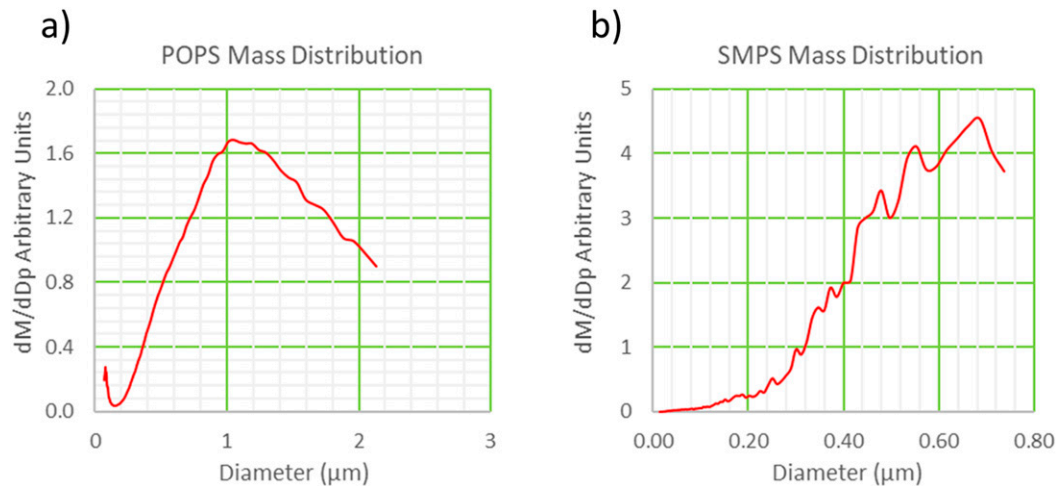 a)
POPS Mass Distribution
dM/dDp Arbitrary Units
2.0
1.6
1.2
0.8
0.4
0.0
0
1
2
3
Diameter (µm)
b)
SMPS Mass Distribution
dM/dDp Arbitrary Units
5
4
3
2
1
0
0.00
0.20
0.40
0.60
0.80
Diameter (µm)